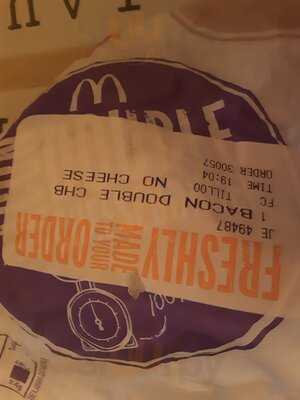 FRESHLY
MADE
TO YOUR
ORDER
JE 49487
1 BACON DOUBLE CHB
NO CHEESE
FC TILL00
TIME 19:04
ORDER 30057